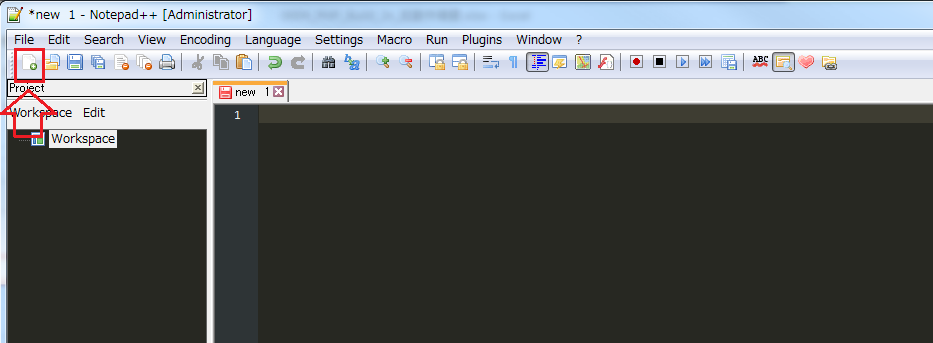 *new 1 - Notepad++ [Administrator]
File Edit Search View Encoding Language Settings Macro Run Plugins Window ?
ABC
Project
new 1
Workspace Edit
1
Workspace